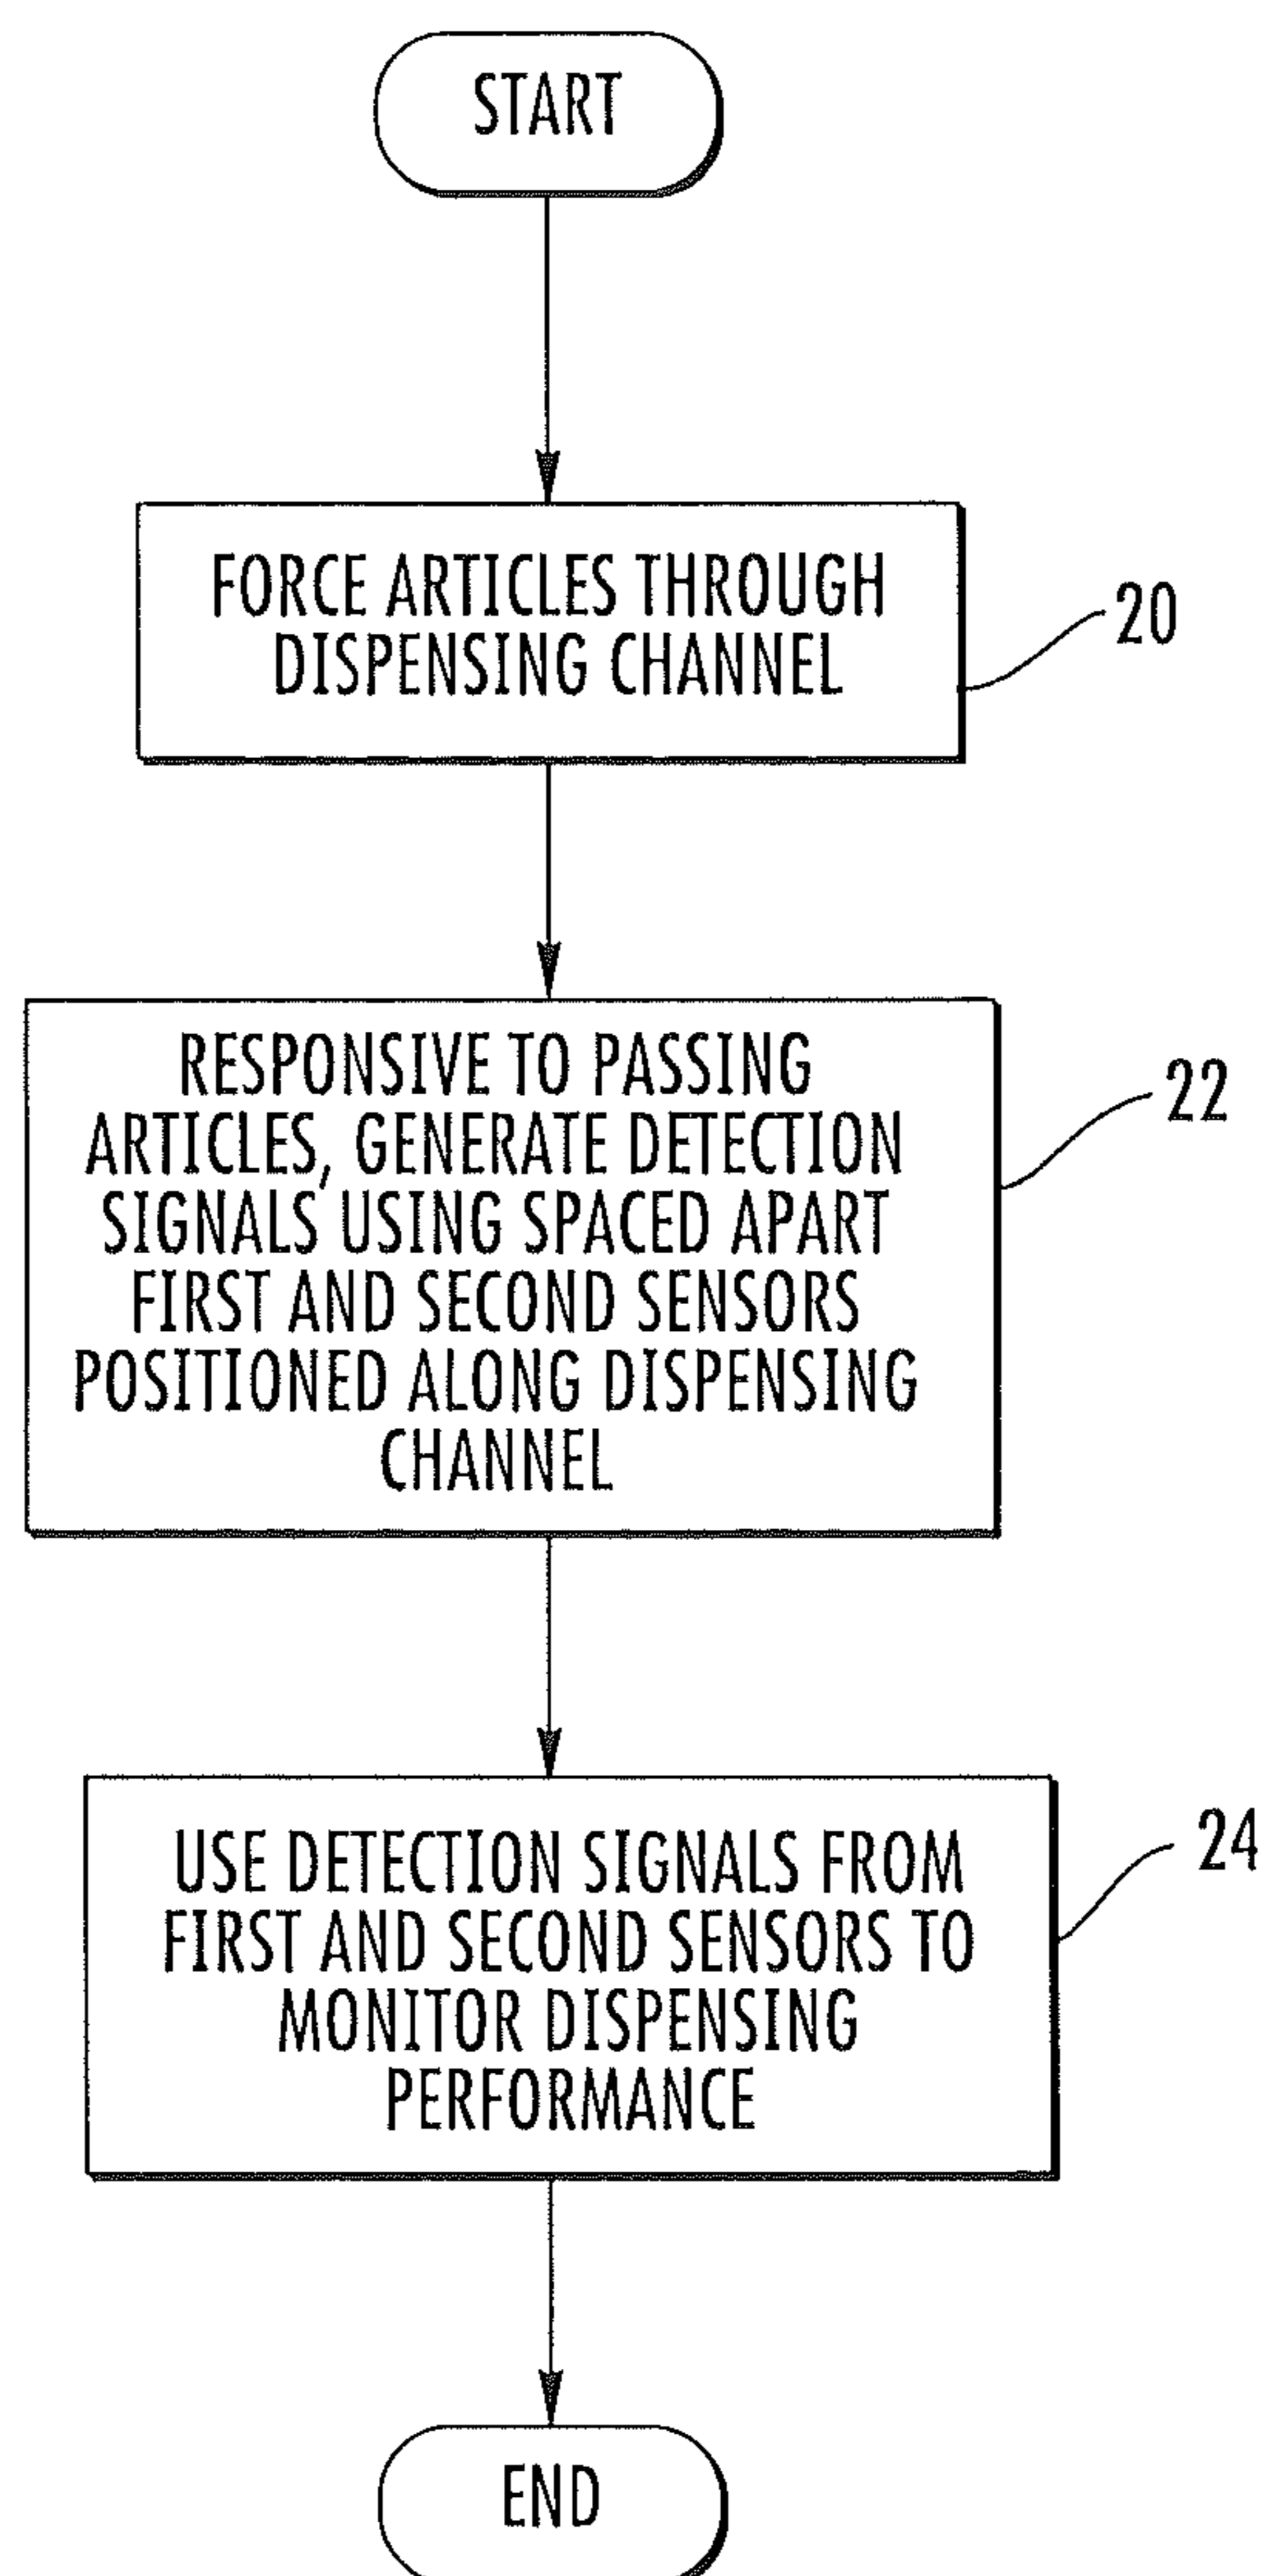 START
FORCE ARTICLES THROUGH
DISPENSING CHANNEL
20
RESPONSIVE TO PASSING
ARTICLES, GENERATE DETECTION
SIGNALS USING SPACED APART
FIRST AND SECOND SENSORS
POSITIONED ALONG DISPENSING
CHANNEL
22
USE DETECTION SIGNALS FROM
FIRST AND SECOND SENSORS TO
MONITOR DISPENSING
PERFORMANCE
24
END